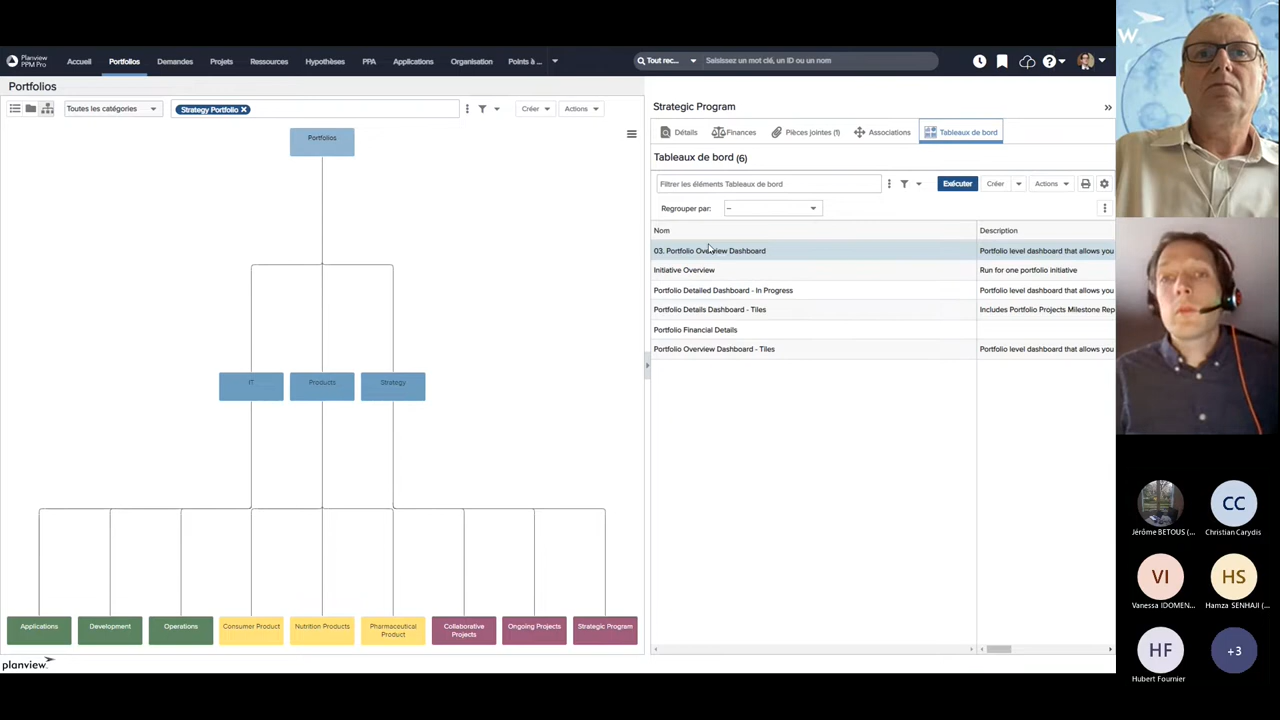 Planview
PPM Pro
Accueil
Portfolios
Demandes
Projets
Ressources
Hypothèses
PPA
Applications
Organisation
Points à ...
Tout rec...
Saisissez un mot clé, un ID ou un nom
Portfolios
Toutes les catégories
Strategy Portfolio
Créer
Actions
Portfolios
IT
Products
Strategy
Applications
Development
Operations
Consumer Product
Nutrition Products
Pharmaceutical
Product
Collaborative
Projects
Ongoing Projects
Strategic Program
planview
Strategic Program
Détails
Finances
Pièces jointes (1)
Associations
Tableaux de bord
Tableaux de bord (6)
Filtrer les éléments Tableaux de bord
Exécuter
Créer
Actions
Regrouper par:
--
Nom
Description
03. Portfolio Overview Dashboard
Portfolio level dashboard that allows you
Initiative Overview
Run for one portfolio initiative
Portfolio Detailed Dashboard - In Progress
Portfolio level dashboard that allows you
Portfolio Details Dashboard - Tiles
Includes Portfolio Projects Milestone Rep
Portfolio Financial Details
Portfolio Overview Dashboard - Tiles
Portfolio level dashboard that allows you
w
Jérôme BETOUS (...
CC
Christian Carydis
VI
Vanessa IDOMEN...
HS
Hamza SENHAJI (...
HF
Hubert Fournier
+3